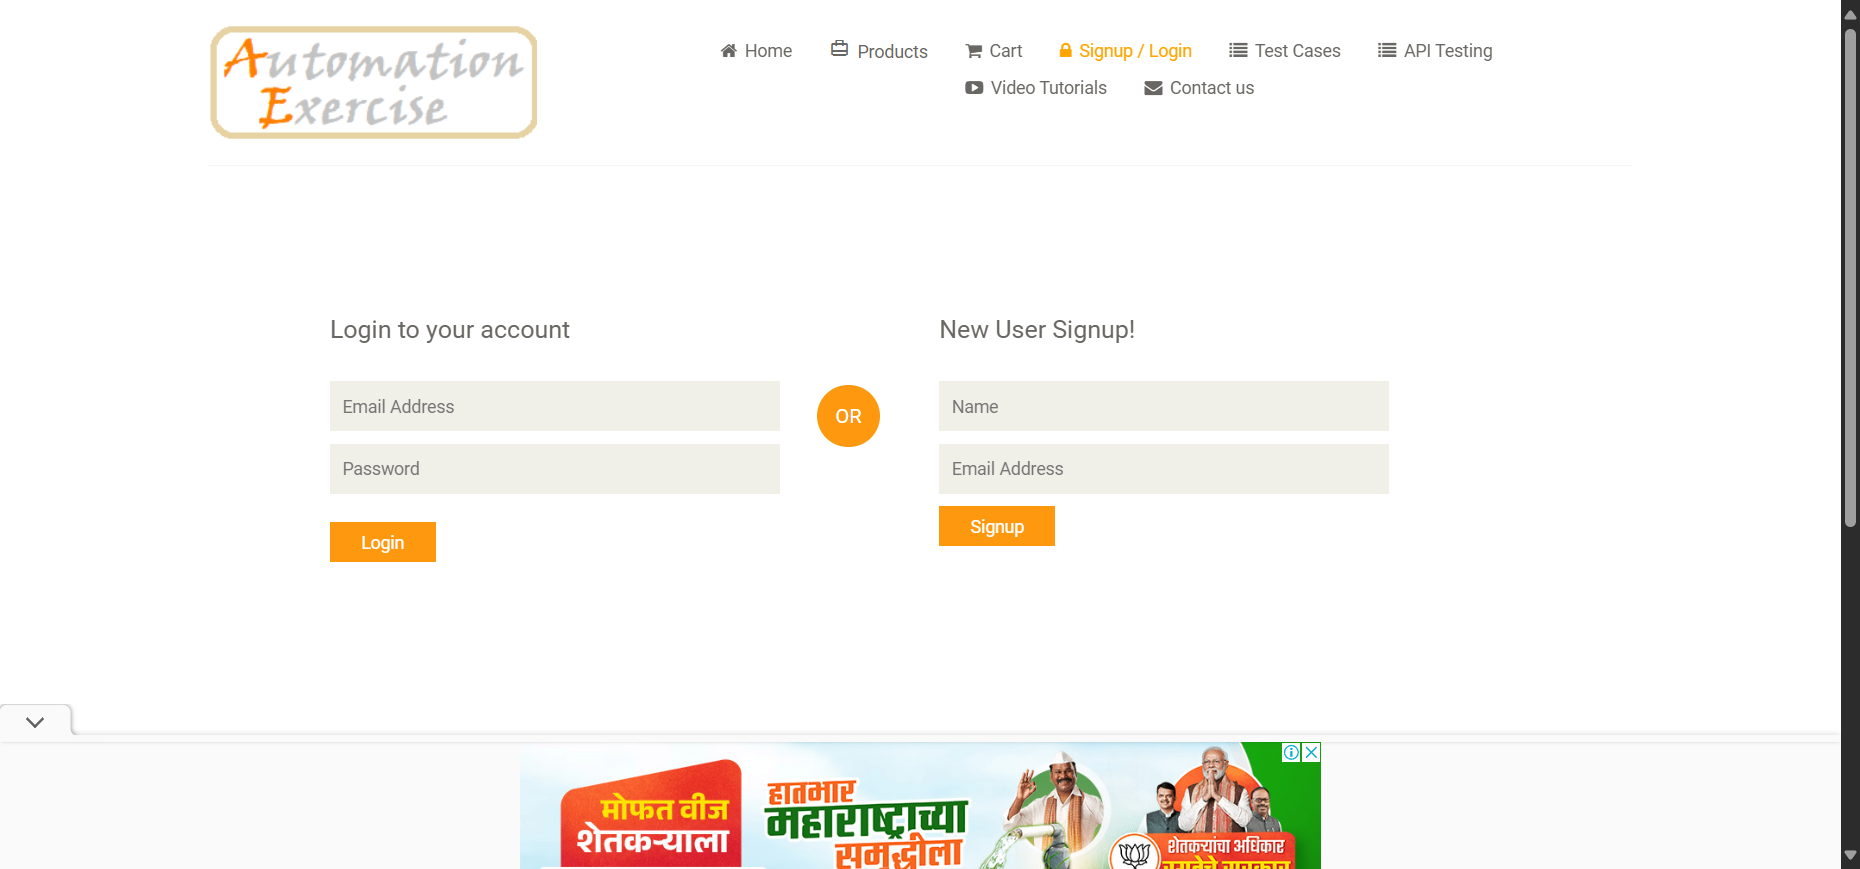 Automation
Exercise
Home
Products
Cart
Signup / Login
Test Cases
API Testing
Video Tutorials
Contact us
Login to your account
Email Address
Password
Login
OR
New User Signup!
Name
Email Address
Signup
मोफत वीज
शेतकऱ्याला
हातभार
महाराष्ट्राच्या
समृद्धीला
शेतकऱ्यांचा अधिकार